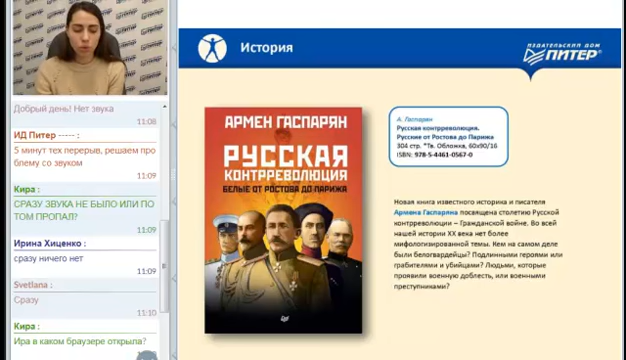 Добрый день! Нет звука
11:08
ИД Питер ----- :
5 минут тех перерыв, решаем про
блему со звуком
11:09
Кира :
СРАЗУ ЗВУКА НЕ БЫЛО ИЛИ ПО
ТОМ ПРОПАЛ?
11:09
Ирина Хиценко :
сразу ничего нет
11:09
Svetlana :
Сразу
11:10
Кира :
Ира в каком браузере открыла?
История
ИЗДАТЕЛЬСКИЙ ДОМ
ПИТЕР
АРМЕН ГАСПАРЯН
РУССКАЯ
КОНТРРЕВОЛЮЦИЯ
БЕЛЫЕ ОТ РОСТОВА ДО ПАРИЖА
А. Гаспарян
Русская контрреволюция.
Русские от Ростова до Парижа
304 стр. *Тв. Обложка, 60х90/16
ISBN: 978-5-4461-0567-0
Новая книга известного историка и писателя
Армена Гаспаряна посвящена столетию Русской
контрреволюции – Гражданской войне. Во всей
нашей истории XX века нет более
мифологизированной темы. Кем на самом деле
были белогвардейцы? Подлинными героями или
грабителями и убийцами? Людьми, которые
проявили военную доблесть, или военными
преступниками?